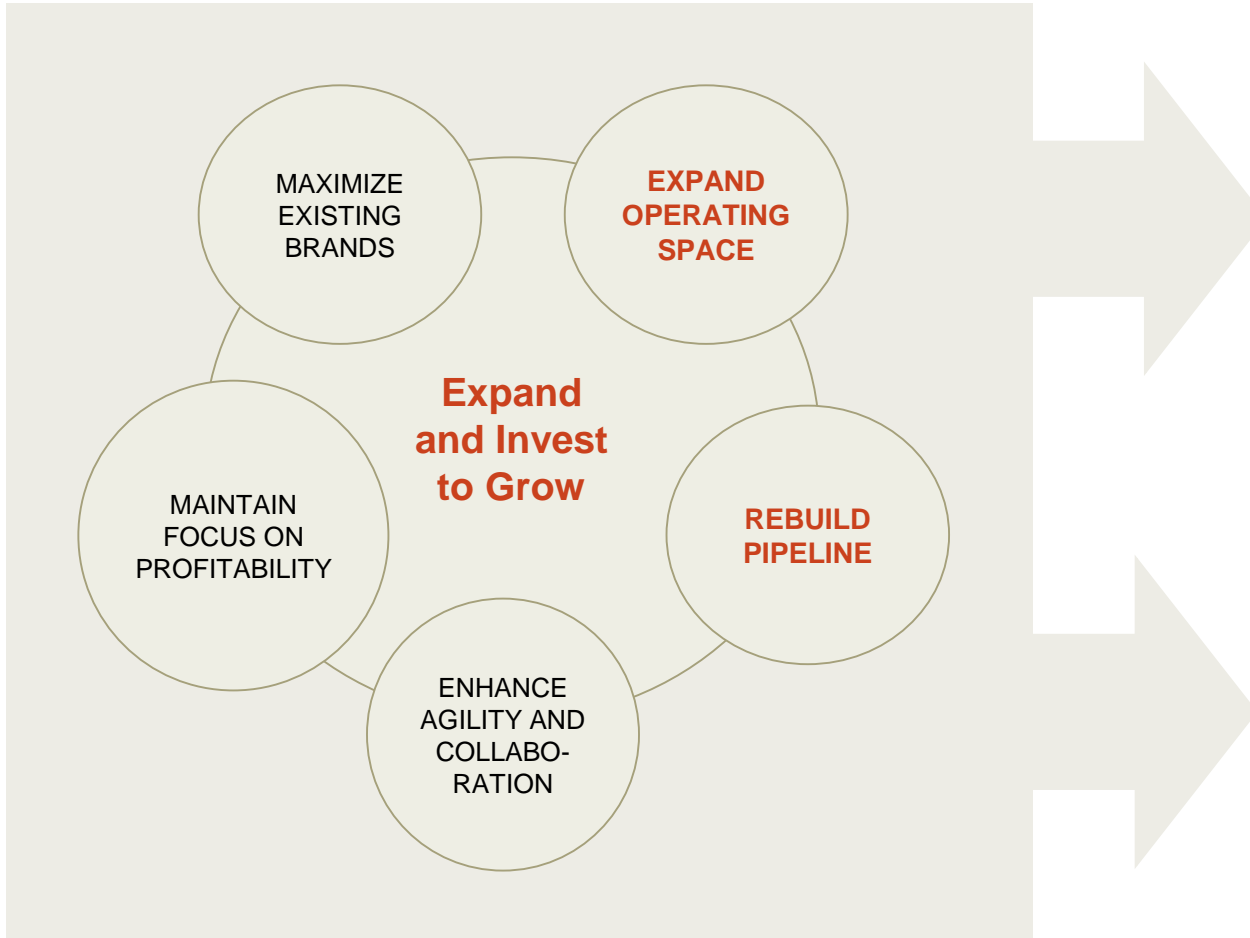 MAXIMIZE
EXISTING
BRANDS
EXPAND
OPERATING
SPACE
Expand
and Invest
to Grow
MAINTAIN
FOCUS ON
PROFITABILITY
REBUILD
PIPELINE
ENHANCE
AGILITY AND
COLLABO-
RATION